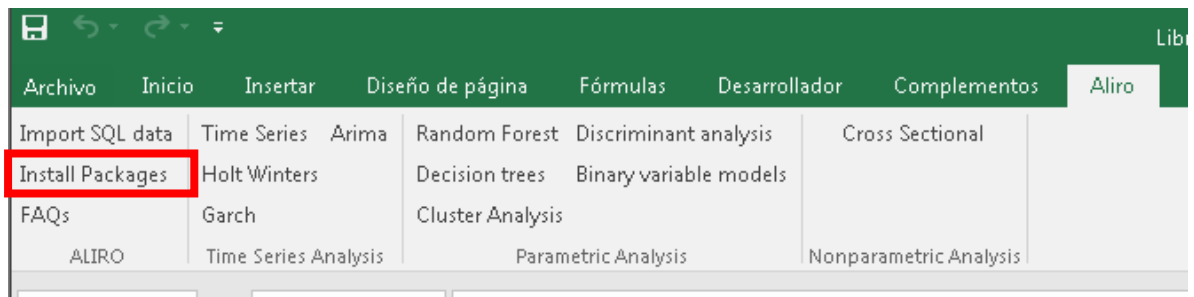 Libr
Archivo Inicio Insertar Diseño de página Fórmulas Desarrollador Complementos Aliro
Import SQL data Time Series Arima Random Forest Discriminant analysis Cross Sectional
Install Packages Holt Winters Decision trees Binary variable models
FAQs Garch Cluster Analysis
ALIRO Time Series Analysis Parametric Analysis Nonparametric Analysis